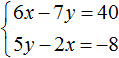 6x − 7y = 40
5y − 2x = −8